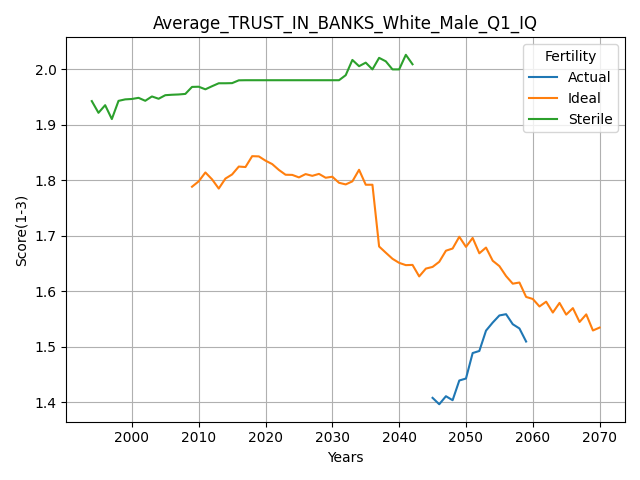 Average_TRUST_IN_BANKS_White_Male_Q1_IQ
Fertility
Actual
Ideal
Sterile
Score(1-3)
2.0
1.9
1.8
1.7
1.6
1.5
1.4
2000 2010 2020 2030 2040 2050 2060 2070
Years